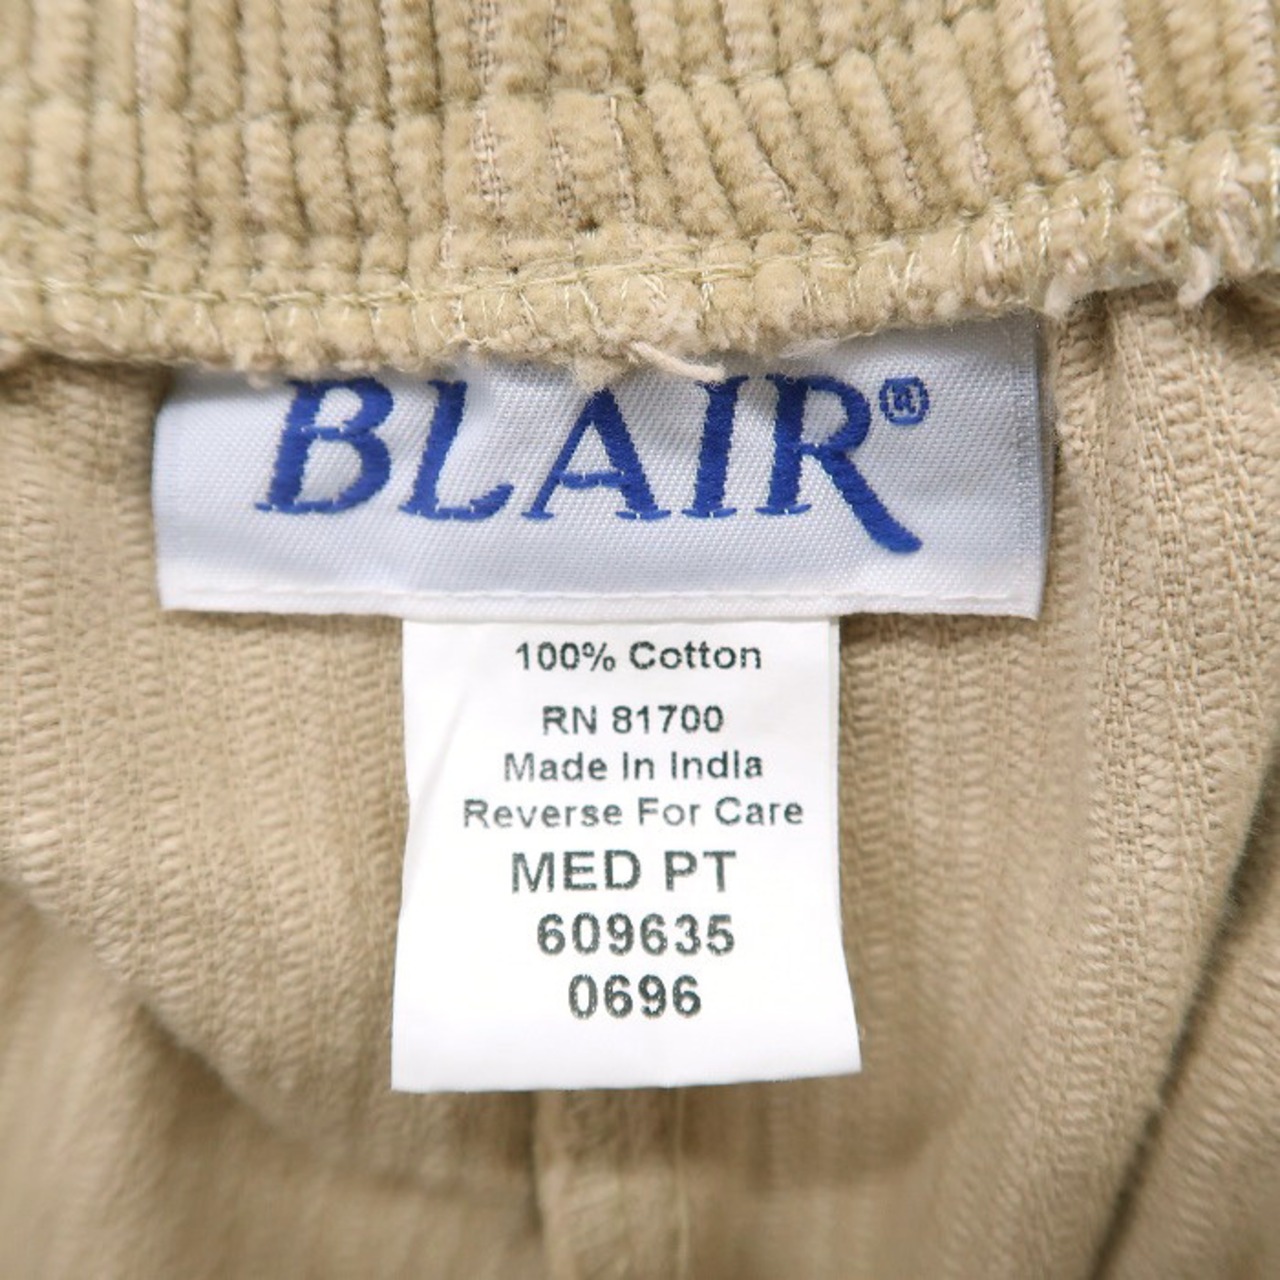 BLAIR®
100% Cotton
RN 81700
Made in India
Reverse For Care
MED PT
609635
0696